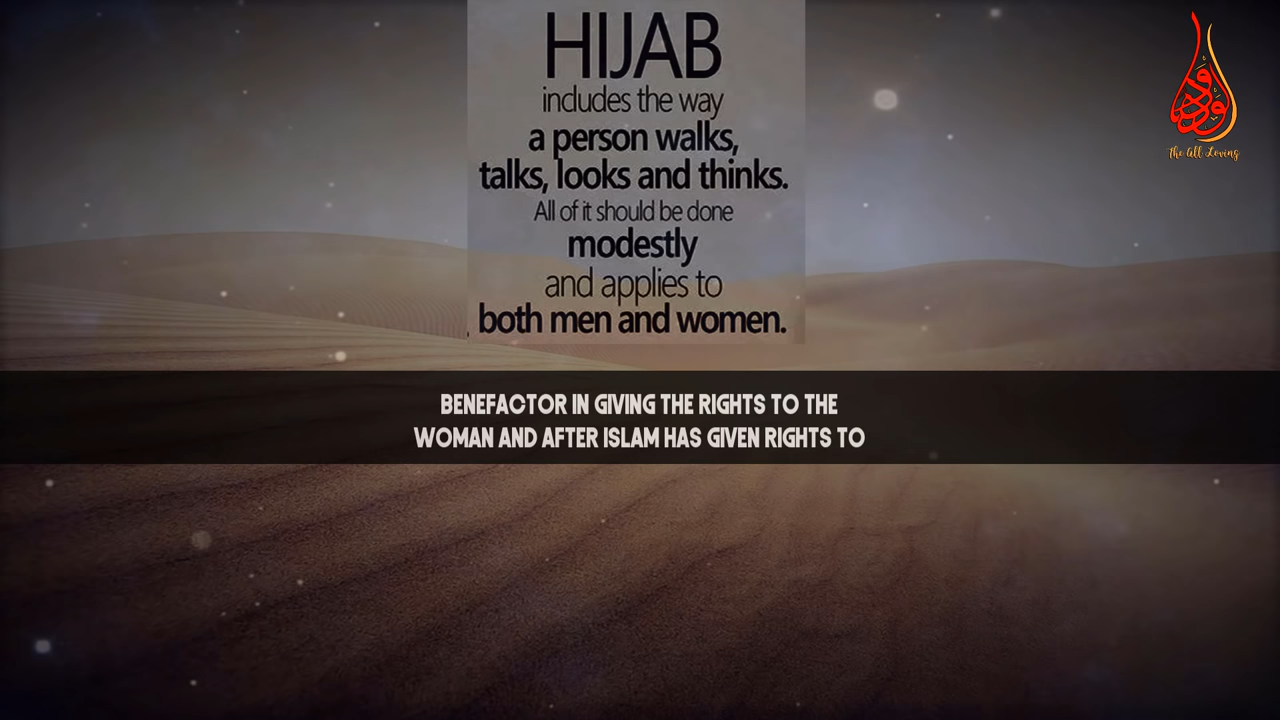 HIJAB
includes the way
a person walks,
talks, looks and thinks.
All of it should be done
modestly
and applies to
both men and women.
الودود
The All Loving
BENEFACTOR IN GIVING THE RIGHTS TO THE
WOMAN AND AFTER ISLAM HAS GIVEN RIGHTS TO